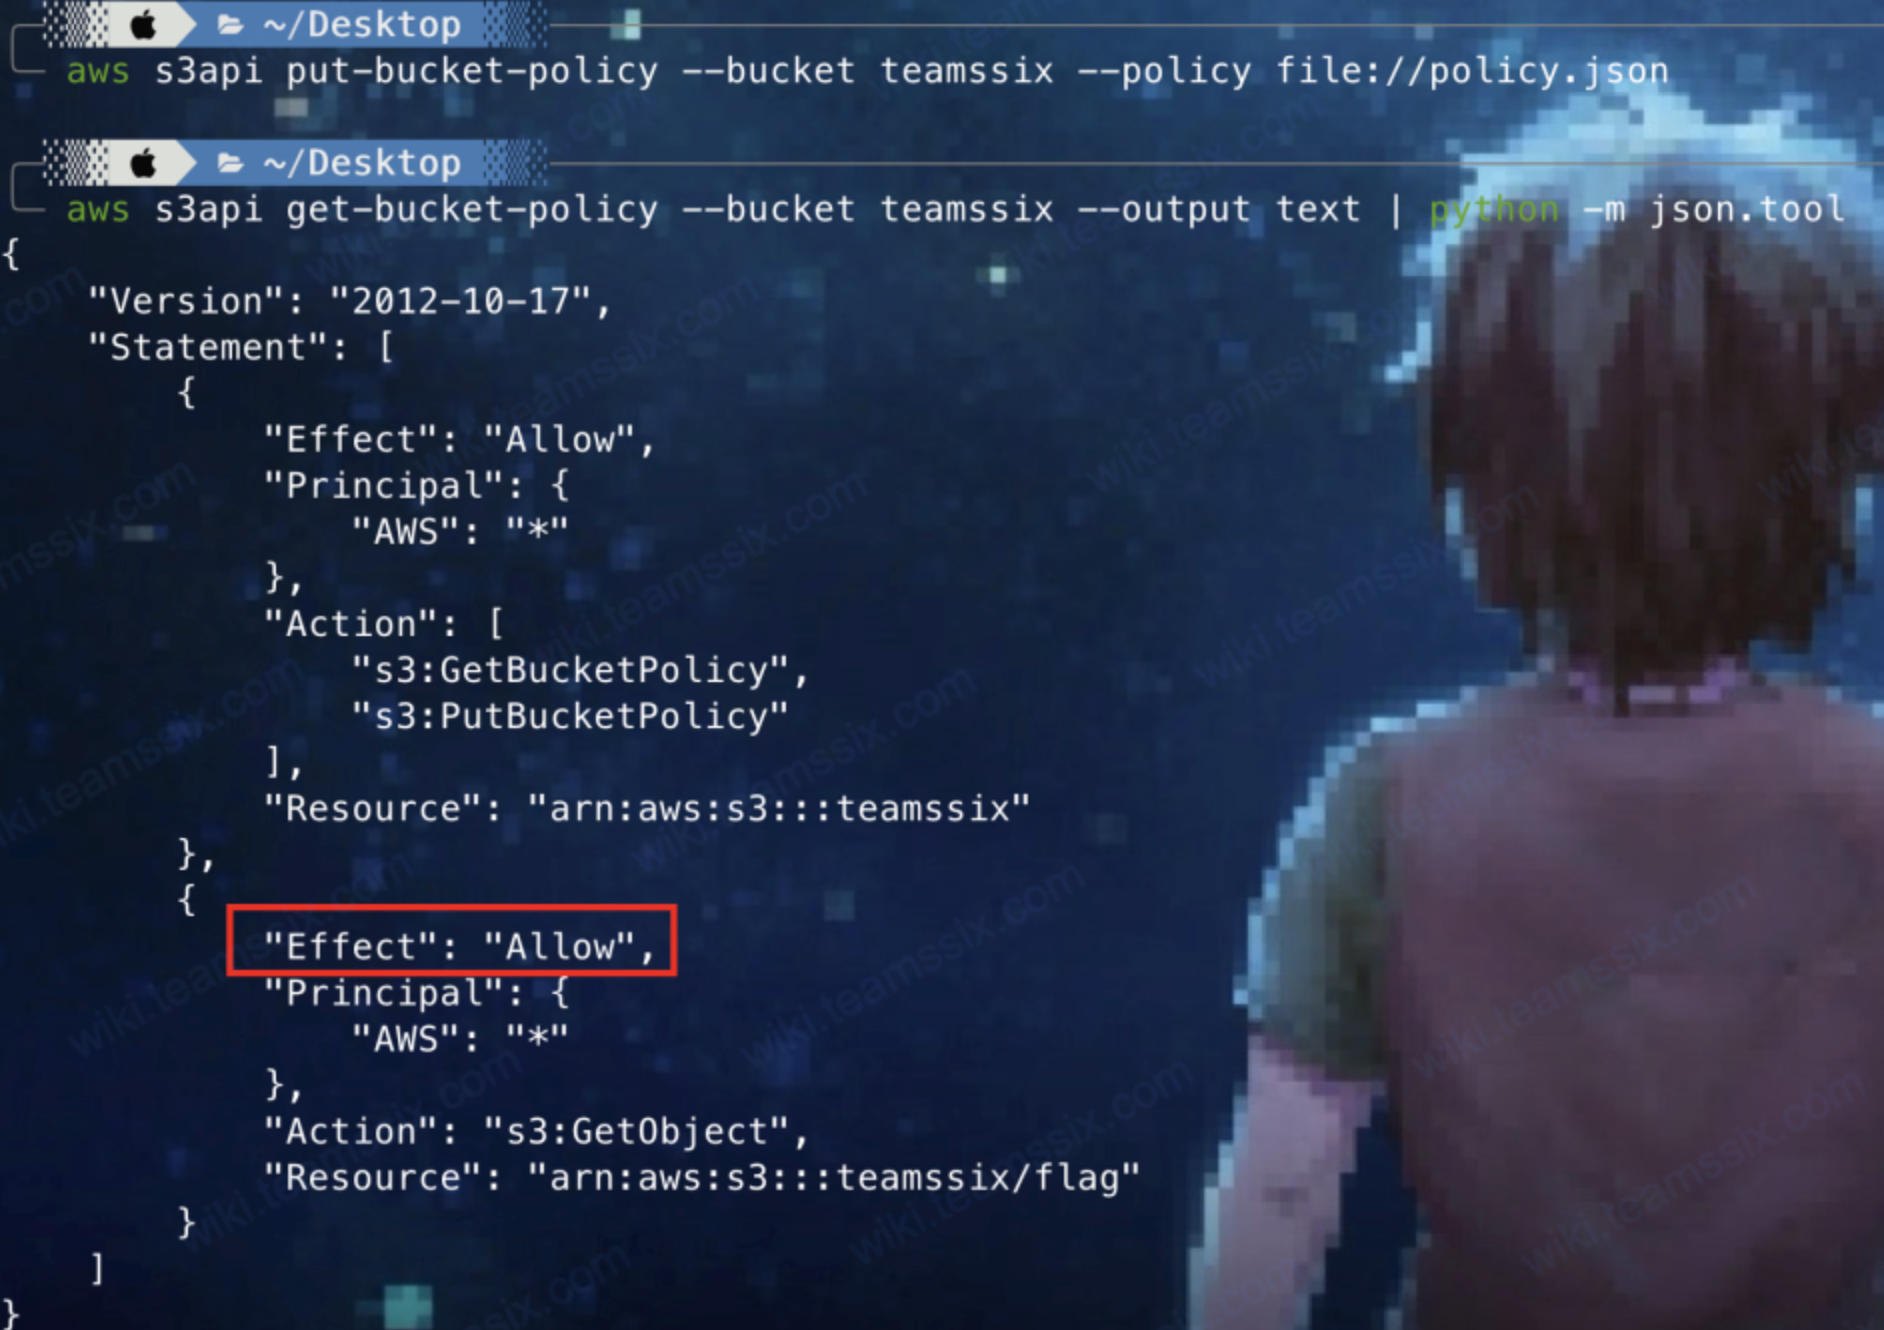 ~/Desktop
aws s3api put-bucket-policy --bucket teamssix --policy file://policy.json
~/Desktop
aws s3api get-bucket-policy --bucket teamssix --output text | python -m json.tool
{
    "Version": "2012-10-17",
    "Statement": [
        {
            "Effect": "Allow",
            "Principal": {
                "AWS": "*"
            },
            "Action": [
                "s3:GetBucketPolicy",
                "s3:PutBucketPolicy"
            ],
            "Resource": "arn:aws:s3:::teamssix"
        },
        {
            "Effect": "Allow",
            "Principal": {
                "AWS": "*"
            },
            "Action": "s3:GetObject",
            "Resource": "arn:aws:s3:::teamssix/flag"
        }
    ]
}
wiki.teamssix.com